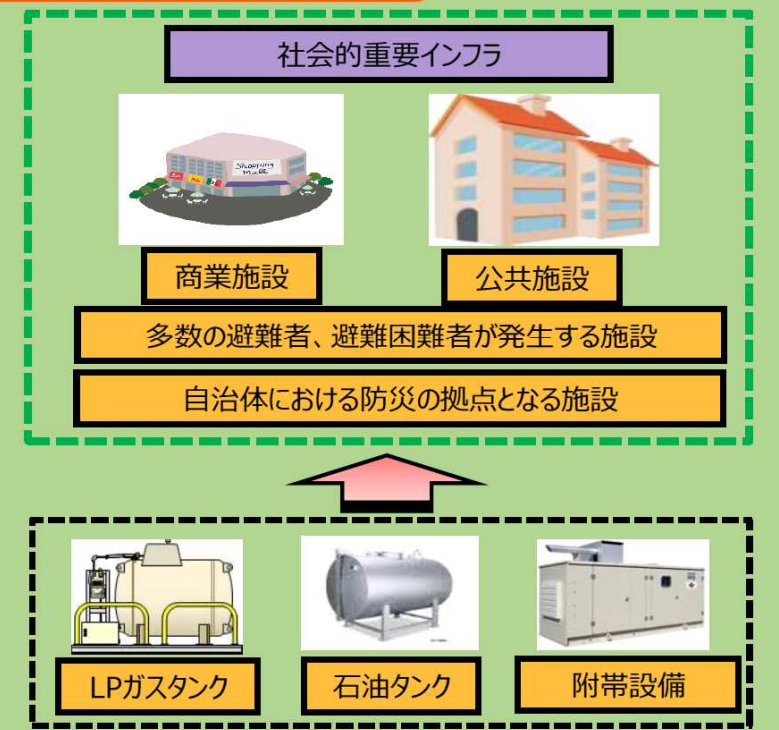 社会的重要インフラ
Shopping
mall
商業施設
公共施設
多数の避難者、避難困難者が発生する施設
自治体における防災の拠点となる施設
LPガスタンク
石油タンク
附帯設備